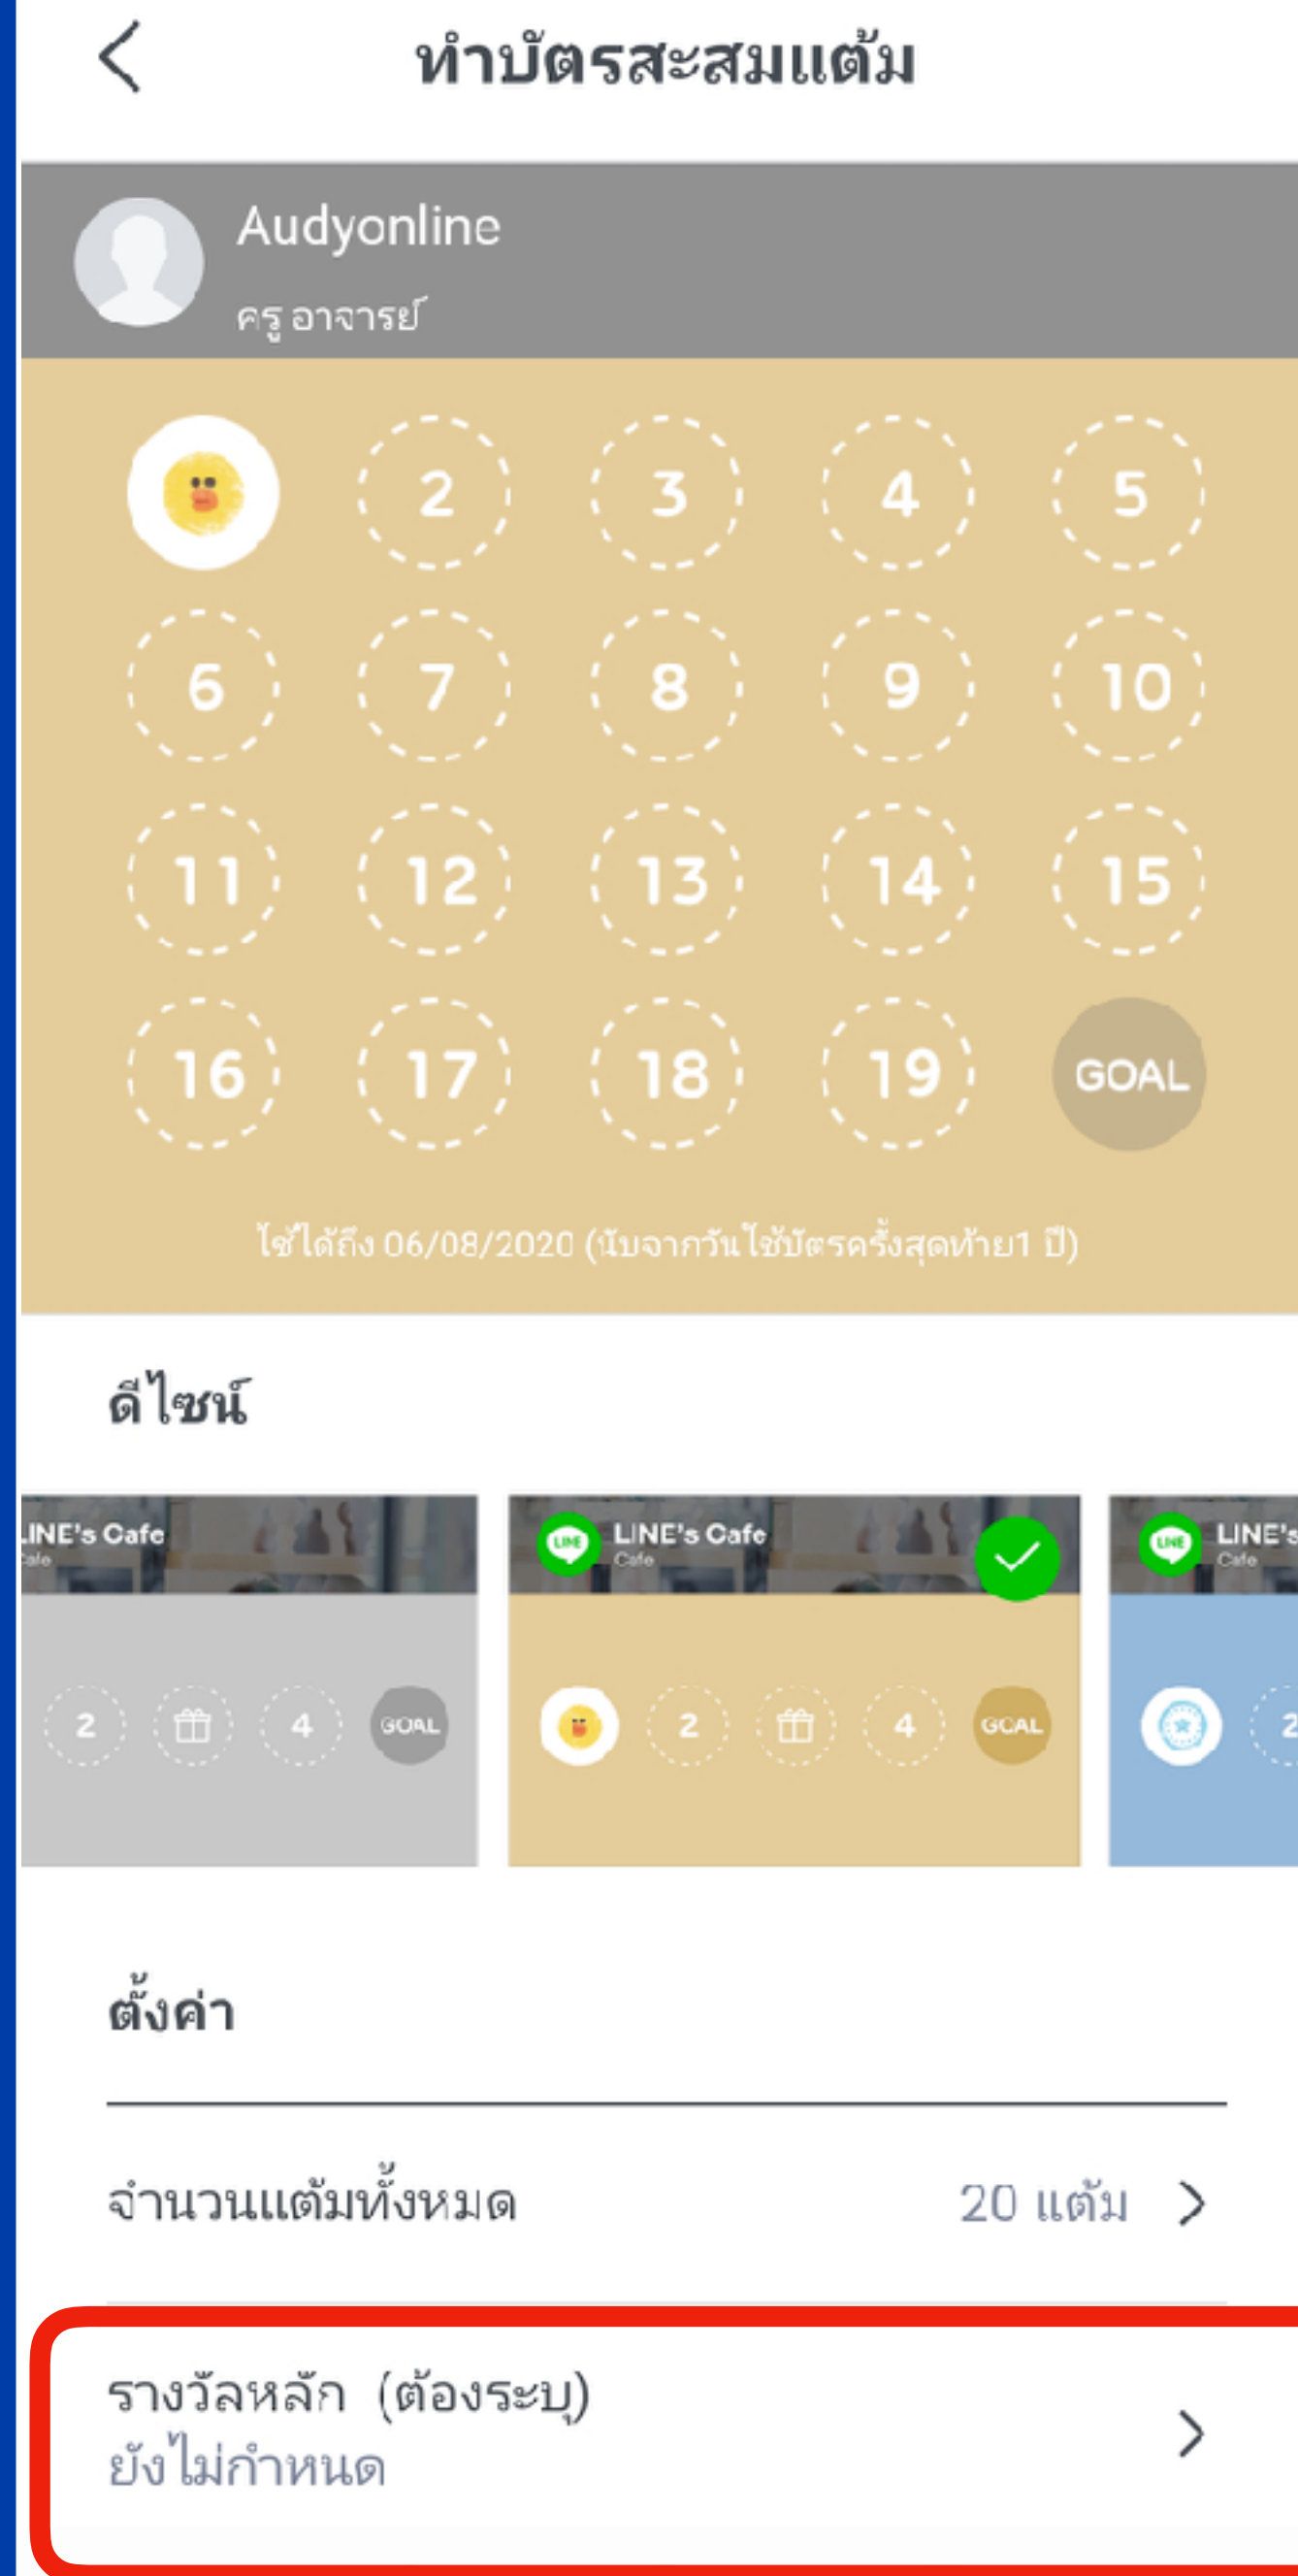 ทำบัตรสะสมแต้ม
Audyonline
ครู อาจารย์
2 3 4 5
6 7 8 9 10
11 12 13 14 15
16 17 18 19 GOAL
ใช้ได้ถึง 06/08/2020 (นับจากวันใช้บัตรครั้งสุดท้าย1 ปี)
ดีไซน์
LINE's Cafe
Cafe
2 4 GOAL
LINE LINE's Cafe
Cafe
2 4 GOAL
LINE LINE's
Cafe
2
ตั้งค่า
จำนวนแต้มทั้งหมด 20 แต้ม
รางวัลหลัก (ต้องระบุ)
ยังไม่กำหนด